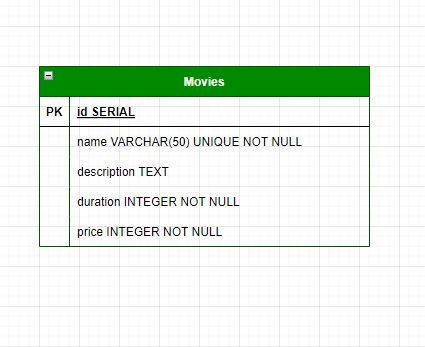 Movies
PK id SERIAL
name VARCHAR(50) UNIQUE NOT NULL
description TEXT
duration INTEGER NOT NULL
price INTEGER NOT NULL